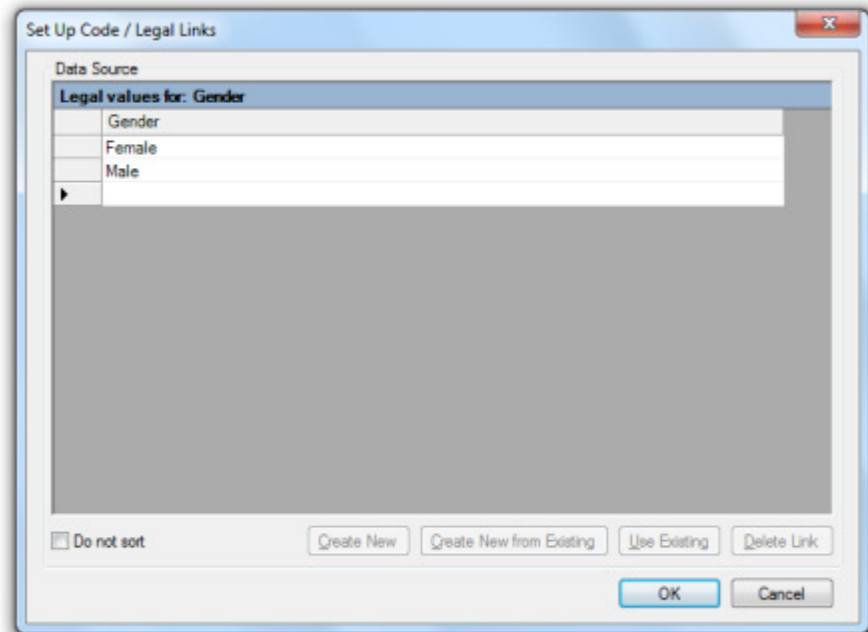 Set Up Code / Legal Links
Data Source
Legal values for: Gender
Gender
Female
Male
Do not sort
Create New
Create New from Existing
Use Existing
Delete Link
OK
Cancel